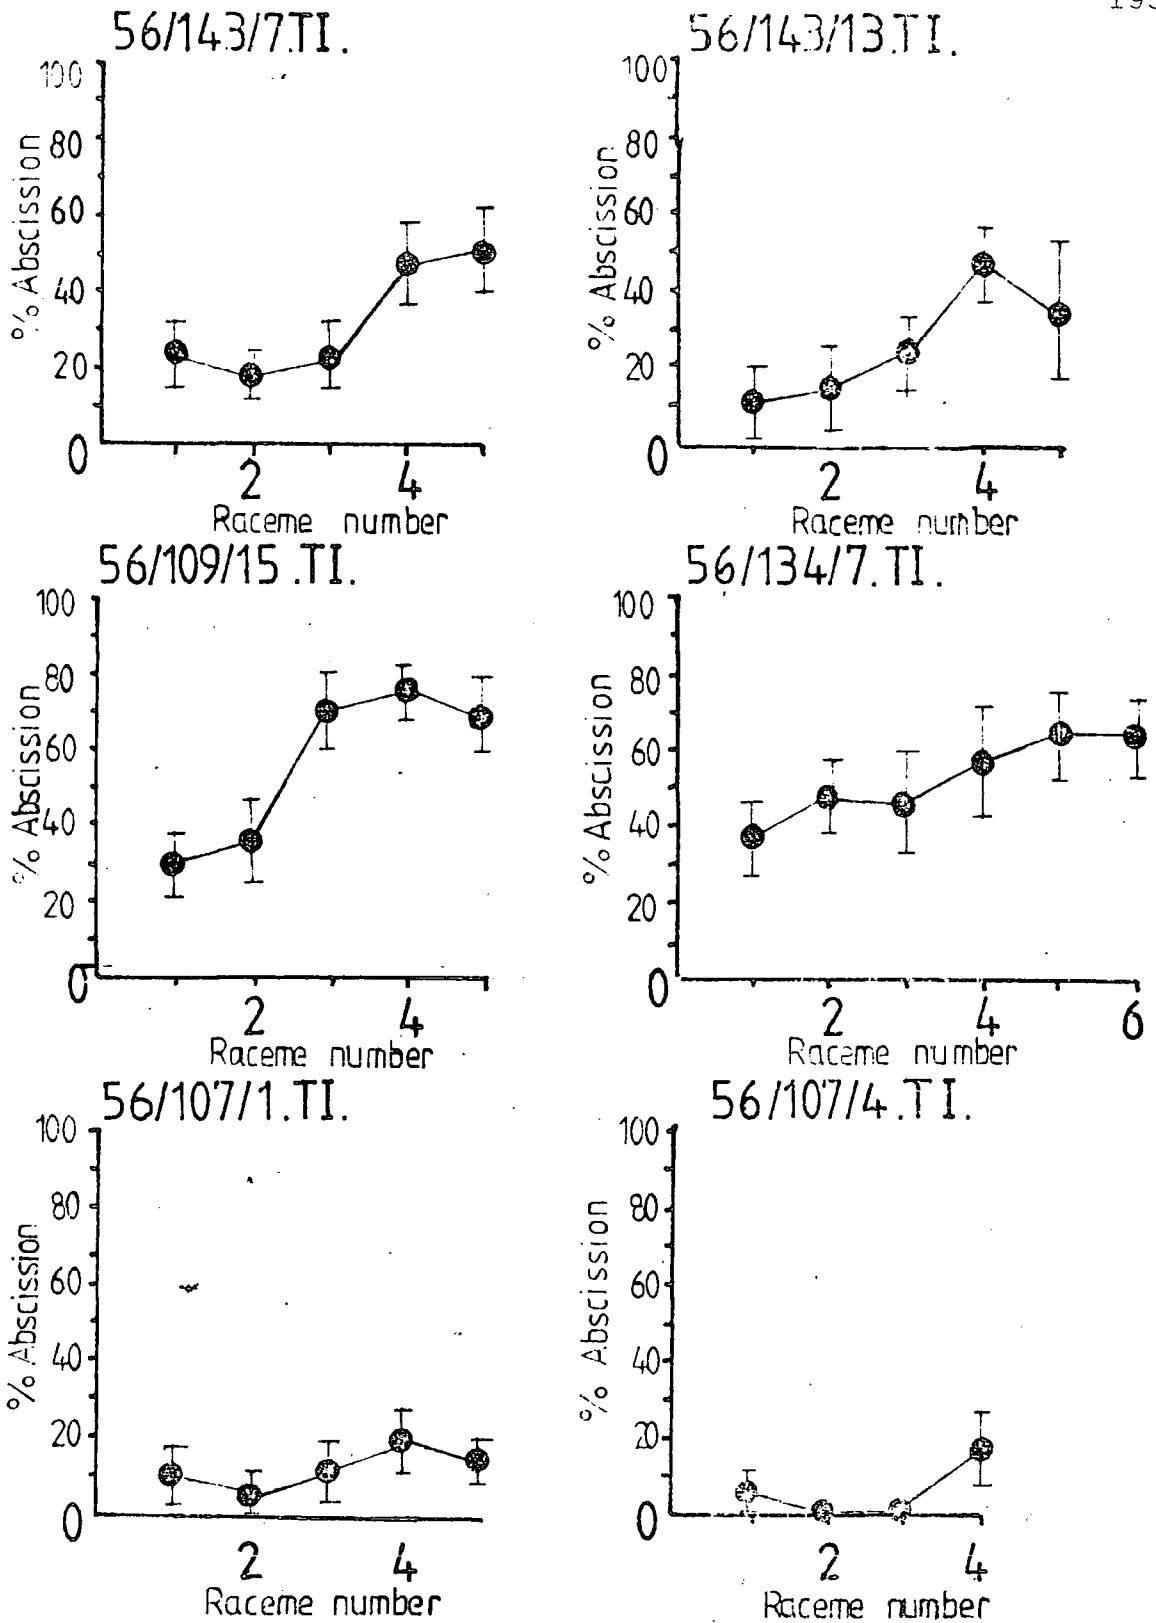 193
56/143/7.TI.
100
80
60
40
20
0
% Abscission
2 4
Raceme number
56/143/13.TI.
100
80
60
40
20
0
% Abscission
2 4
Raceme number
56/109/15.TI.
100
80
60
40
20
0
% Abscission
2 4
Raceme number
56/134/7.TI.
100
80
60
40
20
0
% Abscission
2 4 6
Raceme number
56/107/1.TI.
100
80
60
40
20
0
% Abscission
2 4
Raceme number
56/107/4.TI.
100
80
60
40
20
0
% Abscission
2 4
Raceme number